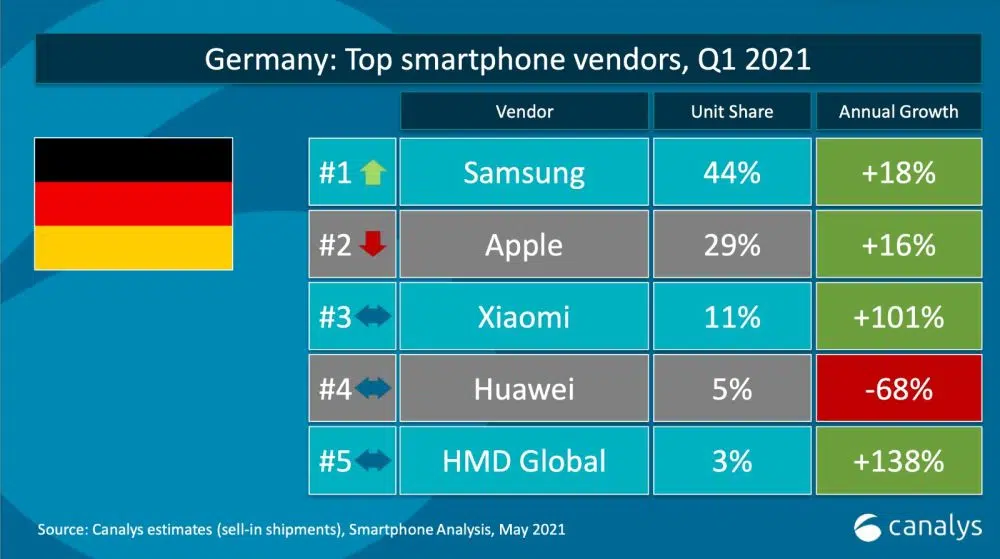 Germany: Top smartphone vendors, Q1 2021
Vendor Unit Share Annual Growth
#1 Samsung 44% +18%
#2 Apple 29% +16%
#3 Xiaomi 11% +101%
#4 Huawei 5% -68%
#5 HMD Global 3% +138%
Source: Canalys estimates (sell-in shipments), Smartphone Analysis, May 2021
canalys